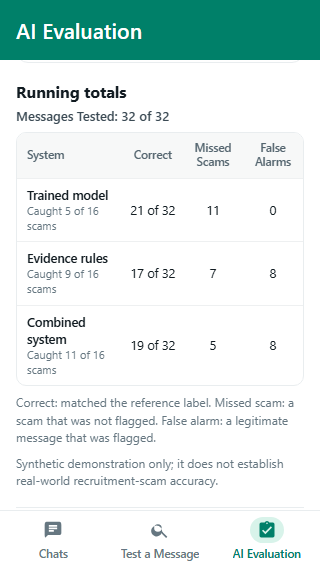 AI Evaluation
Running totals
Messages Tested: 32 of 32
System Correct Missed Scams False Alarms
Trained model
Caught 5 of 16 scams
21 of 32 11 0
Evidence rules
Caught 9 of 16 scams
17 of 32 7 8
Combined system
Caught 11 of 16 scams
19 of 32 5 8
Correct: matched the reference label. Missed scam: a
scam that was not flagged. False alarm: a legitimate
message that was flagged.
Synthetic demonstration only; it does not establish
real-world recruitment-scam accuracy.
Chats Test a Message AI Evaluation